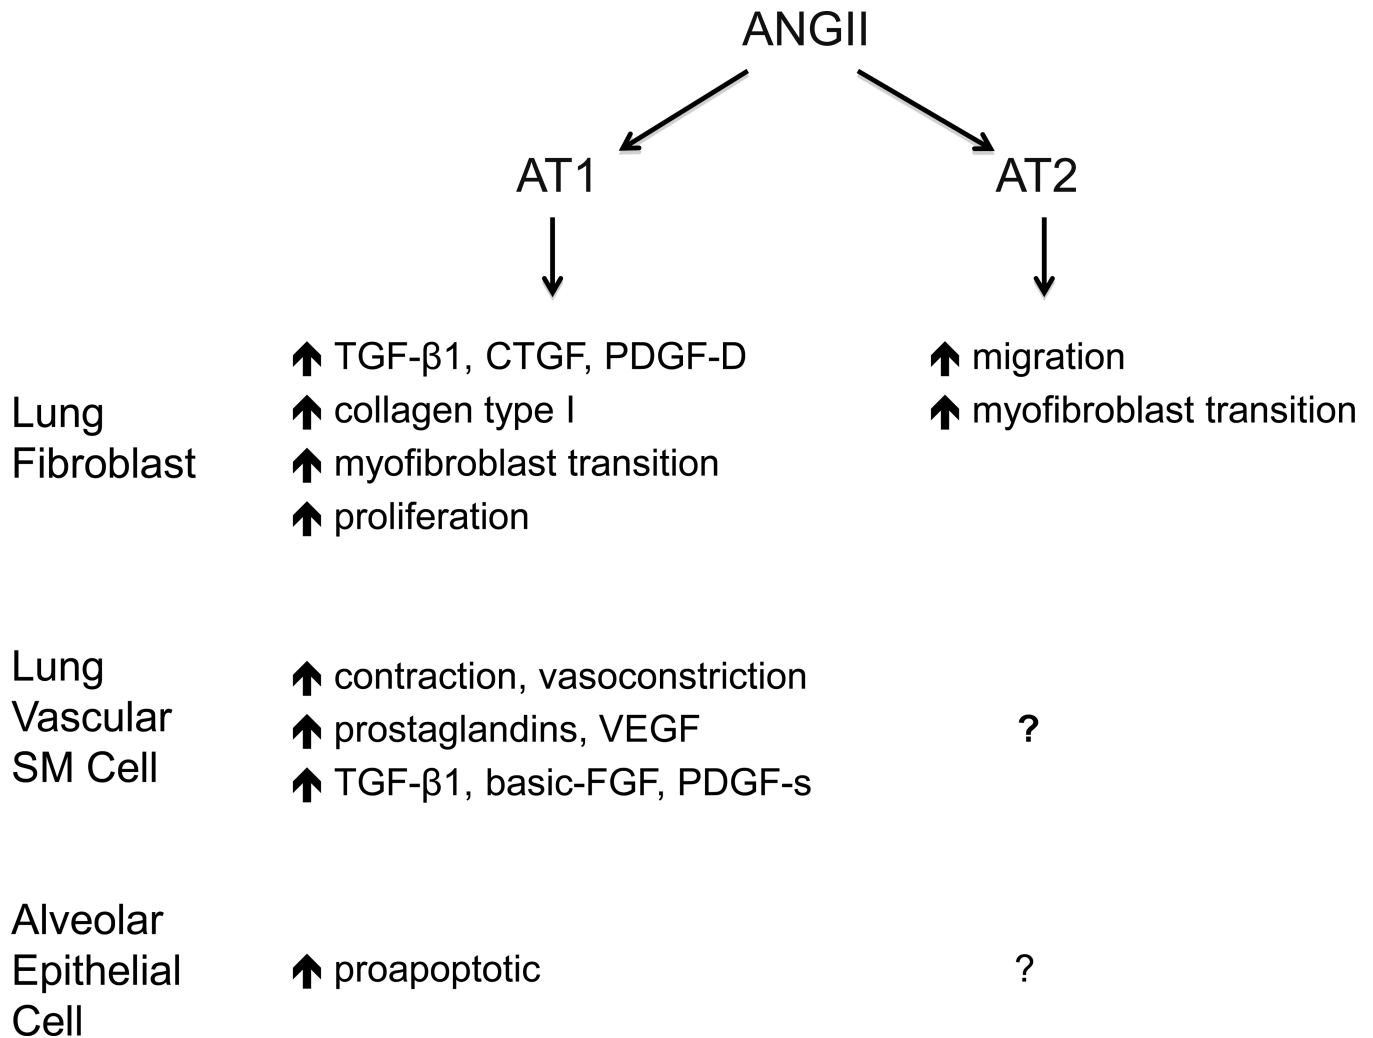 ANGII
AT1
AT2
Lung
Fibroblast
TGF-β1, CTGF, PDGF-D
collagen type I
myofibroblast transition
proliferation
migration
myofibroblast transition
Lung
Vascular
SM Cell
contraction, vasoconstriction
prostaglandins, VEGF
TGF-β1, basic-FGF, PDGF-s
?
Alveolar
Epithelial
Cell
proapoptotic
?